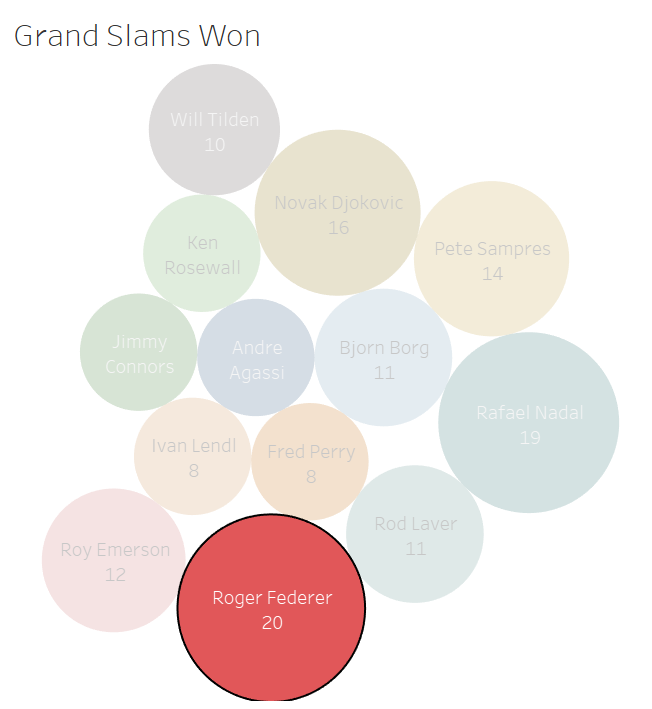 Grand Slams Won
Will Tilden
10
Novak Djokovic
16
Ken
Rosewall
Pete Sampres
14
Jimmy
Connors
Andre
Agassi
Bjorn Borg
11
Rafael Nadal
19
Ivan Lendl
8
Fred Perry
8
Rod Laver
11
Roy Emerson
12
Roger Federer
20